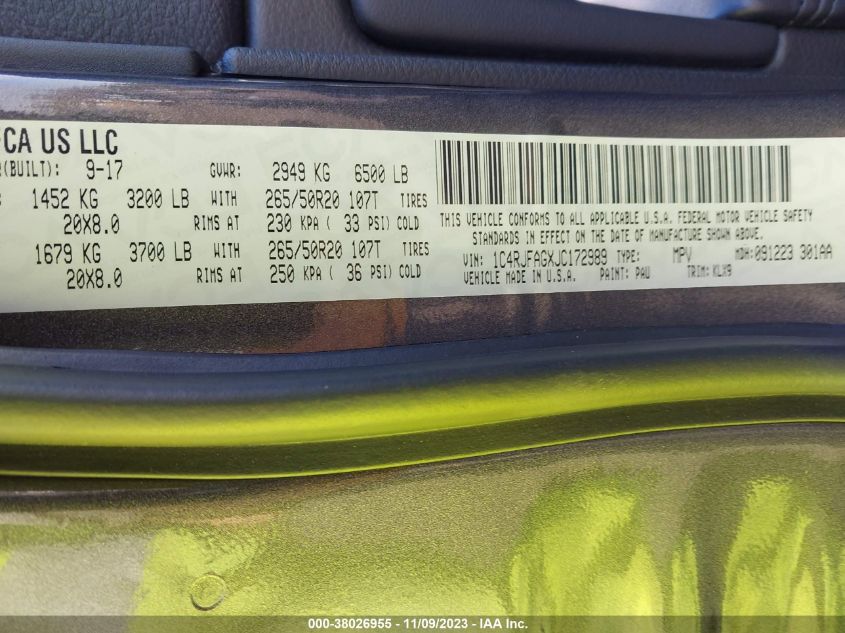 CA US LLC
(BUILT): 9-17 GVWR: 2949 KG 6500 LB
1452 KG 3200 LB WITH 265/50R20 107T TIRES
20X8.0 RIMS AT 230 KPA ( 33 PSI) COLD
1679 KG 3700 LB WITH 265/50R20 107T TIRES
20X8.0 RIMS AT 250 KPA ( 36 PSI) COLD
THIS VEHICLE CONFORMS TO ALL APPLICABLE U.S.A. FEDERAL MOTOR VEHICLE SAFETY
STANDARDS IN EFFECT ON THE DATE OF MANUFACTURE SHOWN ABOVE.
VIN: 1C4RJFAGXJC172989 TYPE: MPV MDH: 091223 301AA
VEHICLE MADE IN U.S.A. PAINT: PAU TRIM: KLX9
000-38026955 - 11/09/2023 - IAA Inc.